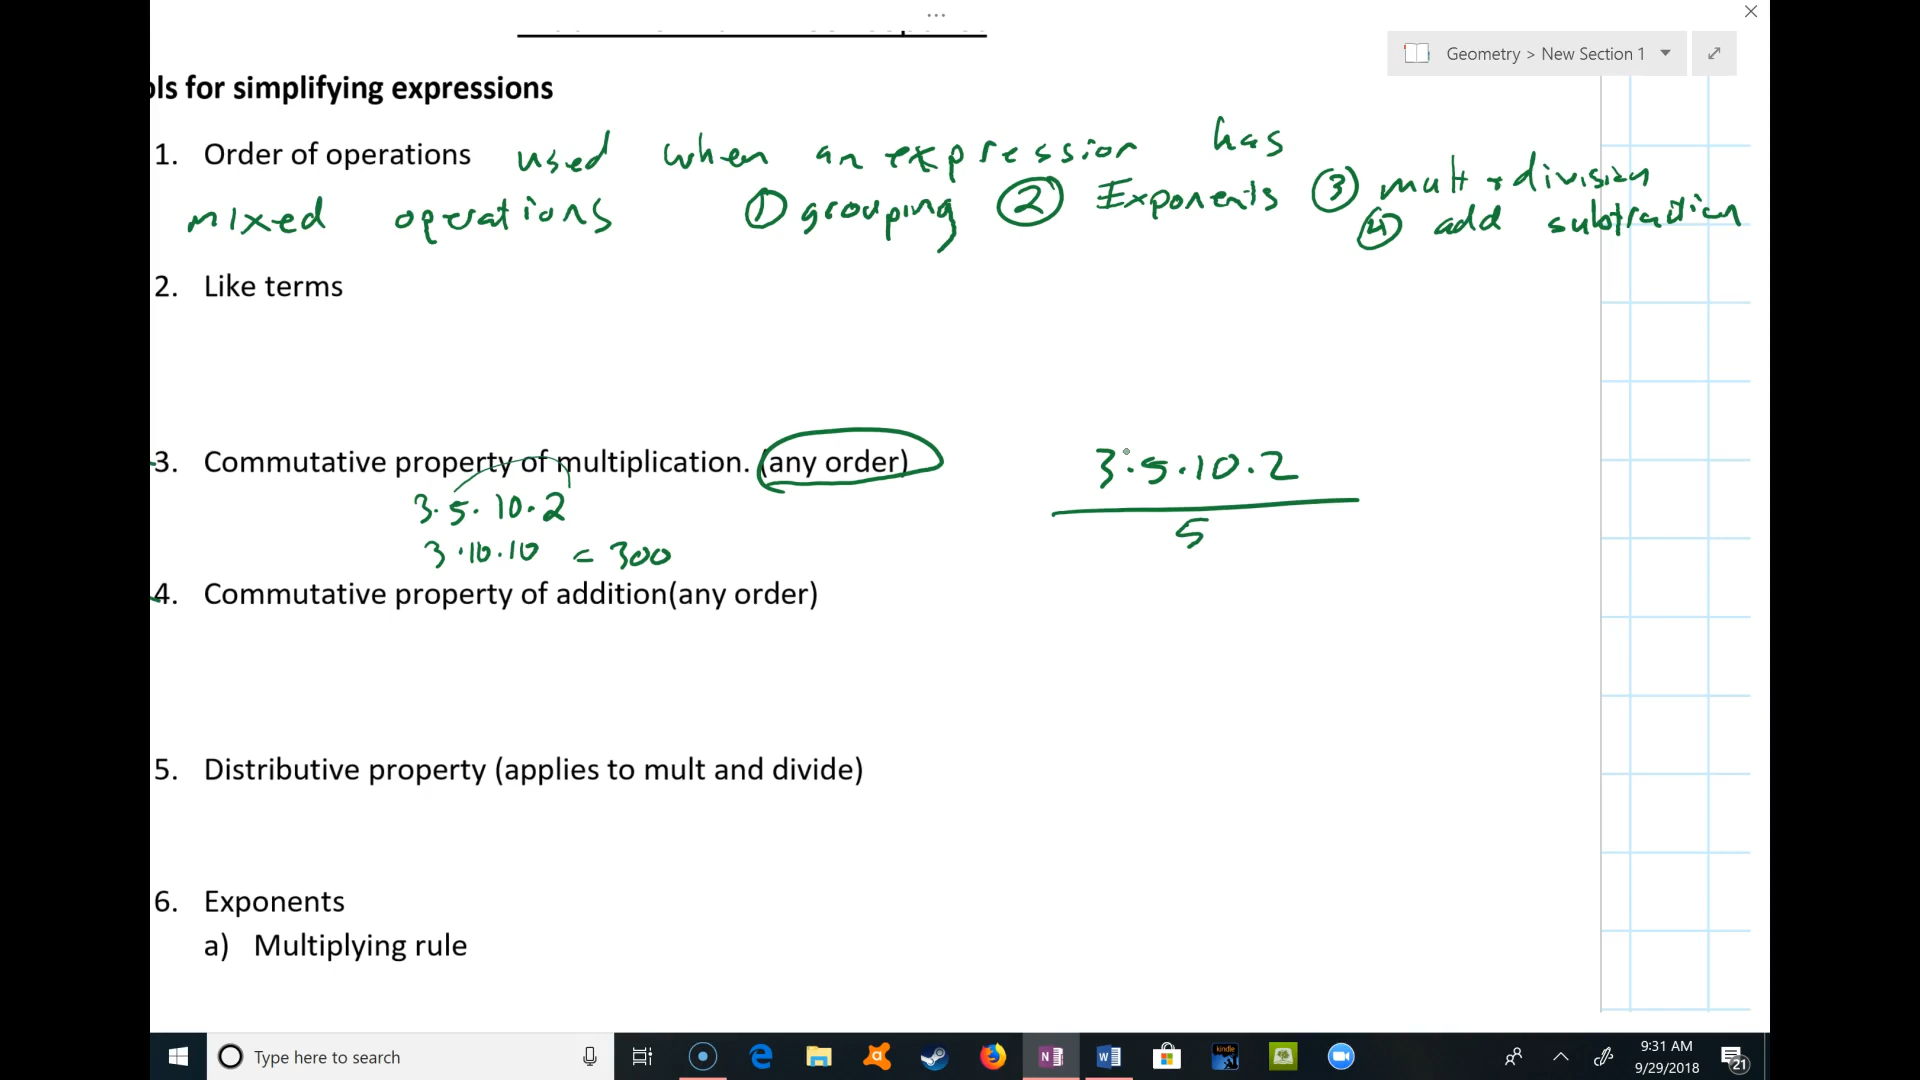 Geometry > New Section 1
ols for simplifying expressions
1. Order of operations used when an expression has
mixed operations ① grouping ② Exponents ③ mult + division
④ add subtraction
2. Like terms
3. Commutative property of multiplication. (any order)
3·5·10·2
3·10·10 = 300
3·5·10·2
5
4. Commutative property of addition(any order)
5. Distributive property (applies to mult and divide)
6. Exponents
a) Multiplying rule
Type here to search
kindle
9:31 AM
9/29/2018
21